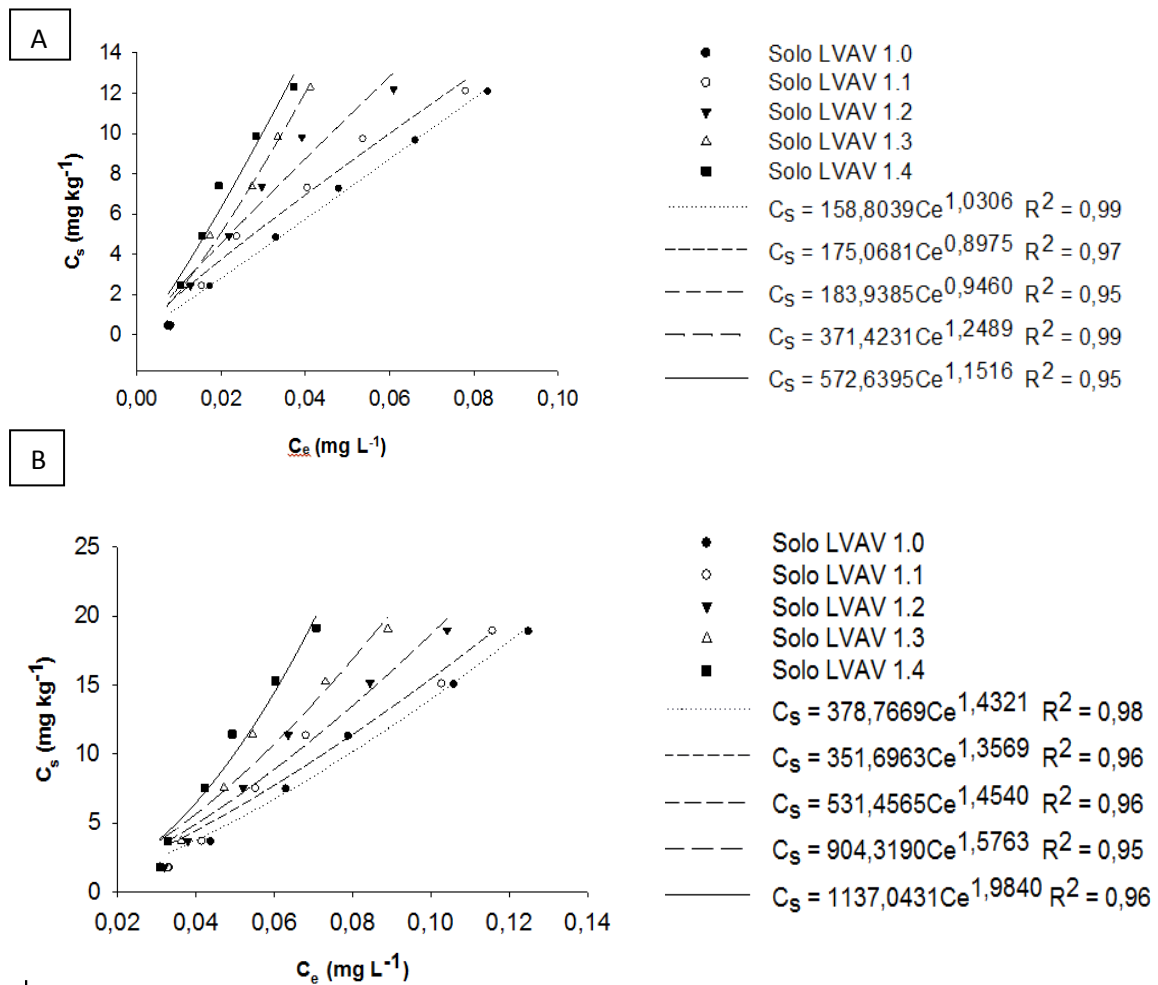 A
14
12
10
8
6
4
2
0
Cs (mg kg-1)
0,00 0,02 0,04 0,06 0,08 0,10
Ce (mg L-1)
Solo LVAV 1.0
Solo LVAV 1.1
Solo LVAV 1.2
Solo LVAV 1.3
Solo LVAV 1.4
Cs = 158,8039Ce1,0306 R2 = 0,99
Cs = 175,0681Ce0,8975 R2 = 0,97
Cs = 183,9385Ce0,9460 R2 = 0,95
Cs = 371,4231Ce1,2489 R2 = 0,99
Cs = 572,6395Ce1,1516 R2 = 0,95
B
25
20
15
10
5
0
Cs (mg kg-1)
0,02 0,04 0,06 0,08 0,10 0,12 0,14
Ce (mg L-1)
Solo LVAV 1.0
Solo LVAV 1.1
Solo LVAV 1.2
Solo LVAV 1.3
Solo LVAV 1.4
Cs = 378,7669Ce1,4321 R2 = 0,98
Cs = 351,6963Ce1,3569 R2 = 0,96
Cs = 531,4565Ce1,4540 R2 = 0,96
Cs = 904,3190Ce1,5763 R2 = 0,95
Cs = 1137,0431Ce1,9840 R2 = 0,96